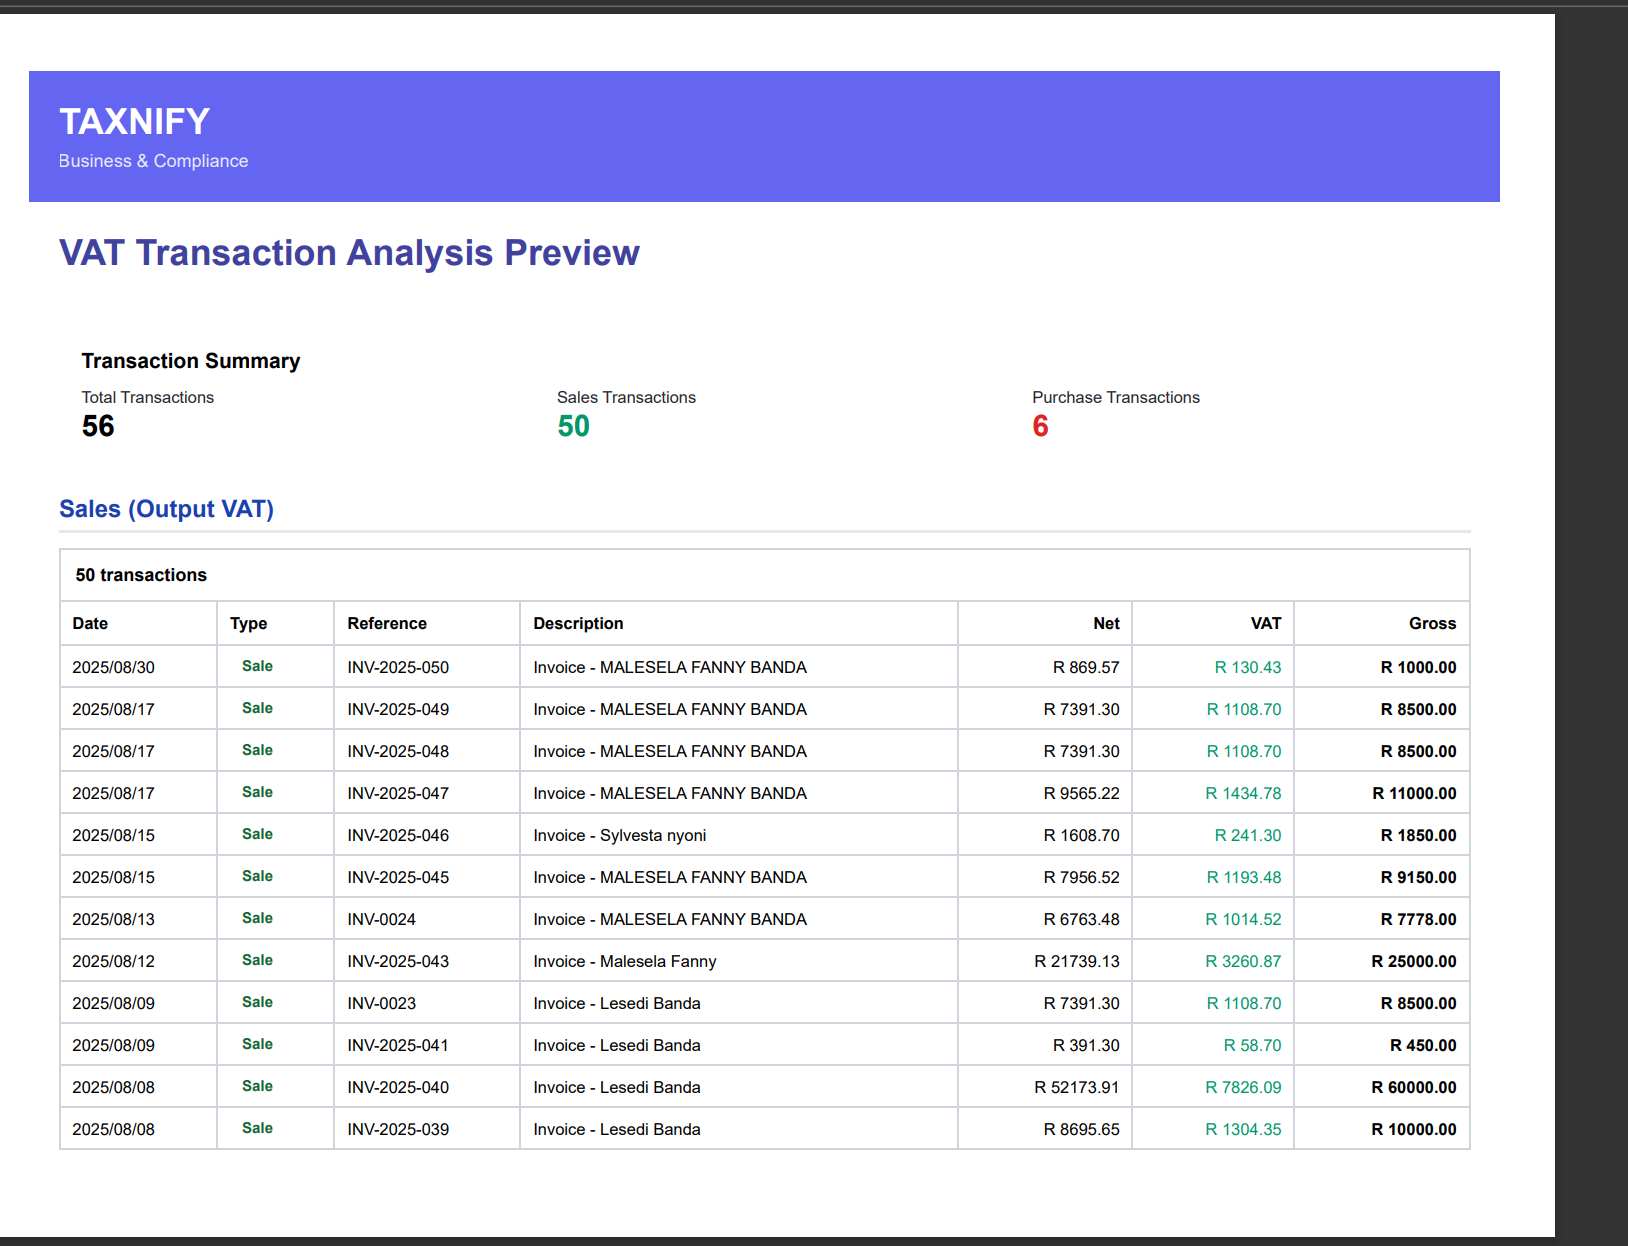 TAXNIFY
Business & Compliance
VAT Transaction Analysis Preview
Transaction Summary
Total Transactions Sales Transactions Purchase Transactions
56 50 6
Sales (Output VAT)
50 transactions
Date Type Reference Description Net VAT Gross
2025/08/30 Sale INV-2025-050 Invoice - MALESELA FANNY BANDA R 869.57 R 130.43 R 1000.00
2025/08/17 Sale INV-2025-049 Invoice - MALESELA FANNY BANDA R 7391.30 R 1108.70 R 8500.00
2025/08/17 Sale INV-2025-048 Invoice - MALESELA FANNY BANDA R 7391.30 R 1108.70 R 8500.00
2025/08/17 Sale INV-2025-047 Invoice - MALESELA FANNY BANDA R 9565.22 R 1434.78 R 11000.00
2025/08/15 Sale INV-2025-046 Invoice - Sylvesta nyoni R 1608.70 R 241.30 R 1850.00
2025/08/15 Sale INV-2025-045 Invoice - MALESELA FANNY BANDA R 7956.52 R 1193.48 R 9150.00
2025/08/13 Sale INV-0024 Invoice - MALESELA FANNY BANDA R 6763.48 R 1014.52 R 7778.00
2025/08/12 Sale INV-2025-043 Invoice - Malesela Fanny R 21739.13 R 3260.87 R 25000.00
2025/08/09 Sale INV-0023 Invoice - Lesedi Banda R 7391.30 R 1108.70 R 8500.00
2025/08/09 Sale INV-2025-041 Invoice - Lesedi Banda R 391.30 R 58.70 R 450.00
2025/08/08 Sale INV-2025-040 Invoice - Lesedi Banda R 52173.91 R 7826.09 R 60000.00
2025/08/08 Sale INV-2025-039 Invoice - Lesedi Banda R 8695.65 R 1304.35 R 10000.00